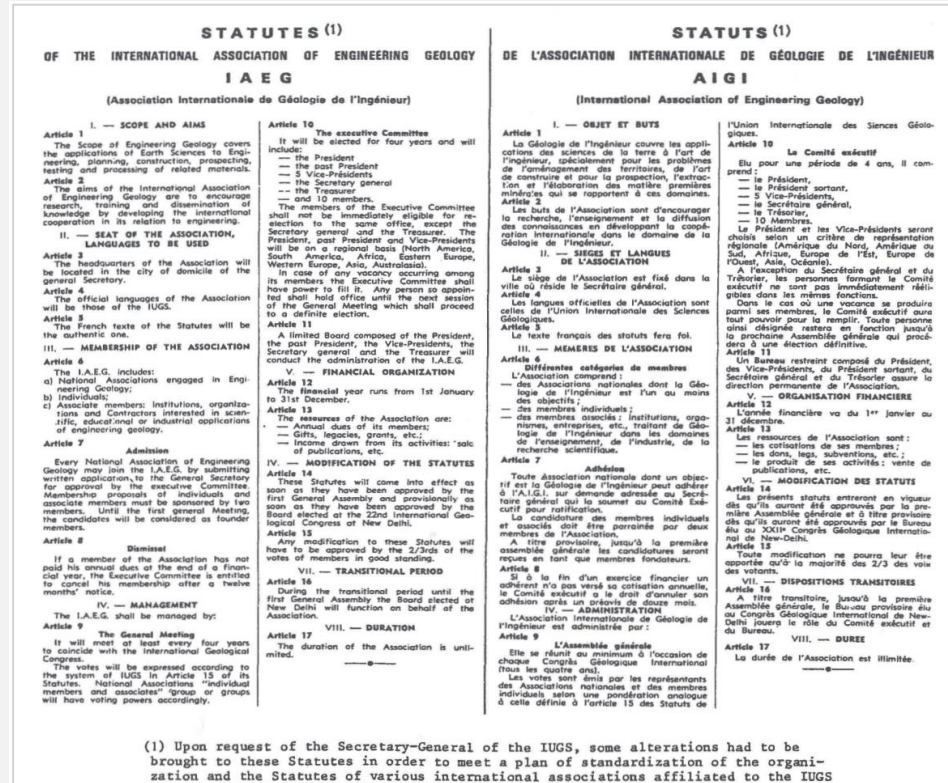 STATUTES (1)
OF THE INTERNATIONAL ASSOCIATION OF ENGINEERING GEOLOGY
IAEG
(Association Internationale de Géologie de l'Ingénieur)
I. — SCOPE AND AIMS
Article 1
The Scope of Engineering Geology covers
the applications of Earth Sciences to Engi-
neering, planning, construction, prospecting,
testing and processing of related materials.
Article 2
The aims of the International Association
of Engineering Geology are to encourage
research, training and dissemination of
knowledge by developing the international
cooperation in its relation to engineering.
II. — SEAT OF THE ASSOCIATION,
LANGUAGES TO BE USED
Article 3
The headquarters of the Association will
be located in the city of domicile of the
general Secretary.
Article 4
The official languages of the Association
will be those of the IUGS.
Article 5
The French text of the Statutes will be
the authentic one.
III. — MEMBERSHIP OF THE ASSOCIATION
Article 6
The I.A.E.G. includes:
a) National Associations engaged in Engi-
neering Geology;
b) Individuals;
c) Associate members: Institutions, organiza-
tions and Contractors interested in scien-
tific, educational or industrial applications
of engineering geology.
Article 7
Admission
Every National Association of Engineering
Geology may join the I.A.E.G. by submitting
written application, to the General Secretary
for approval by the executive Committee.
Membership proposals of individuals and
associate members must be sponsored by two
members. Until the first general Meeting,
the candidates will be considered as founder
members.
Article 8
Dismissel
If a member of the Association has not
paid his annual dues at the end of a finan-
cial year, the Executive Committee is entitled
to cancel his membership after a twelve
months' notice.
IV. — MANAGEMENT
The I.A.E.G. shall be managed by:
Article 9
The General Meeting
It will meet at least every four years
to coincide with the International Geological
Congress.
The votes will be expressed according to
the system of IUGS in Article 15 of its
Statutes. National Associations "individual
members and associates" group or groups
will have voting powers accordingly.
Article 10
The executive Committee
It will be elected for four years and will
include:
— the President
— the past President
— 5 Vice-Présidents
— the Secretary general
— the Treasurer
— and 10 members.
The members of the Executive Committee
shall not be immediately eligible for re-
election to the same office, except the
Secretary general and the Treasurer. The
President, past President and Vice-Presidents
will be on a regional basis (North America,
South America, Africa, Eastern Europe,
Western Europe, Asia, Australasia).
In case of any vacancy occurring among
its members the Executive Committee shall
have power to fill it. Any person so appoin-
ted shall hold office until the next session
of the General Meeting which shall proceed
to a definite election.
Article 11
A limited Board composed of the President,
the past President, the Vice-Presidents, the
Secretary general and the Treasurer will
conduct the administration of the I.A.E.G.
V. — FINANCIAL ORGANIZATION
Article 12
The financial year runs from 1st January
to 31st December.
Article 13
The resources of the Association are:
— Annual dues of its members;
— Gifts, legacies, grants, etc.;
— Income drawn from its activities: sale
of publications, etc.
IV. — MODIFICATION OF THE STATUTES
Article 14
These Statutes will come into effect as
soon as they have been approved by the
first General Assembly and provisionally as
soon as they have been approved by the
Board elected at the 22nd International Geo-
logical Congress at New Delhi.
Article 15
Any modification to these Statutes will
have to be approved by the 2/3rds of the
votes of members in good standing.
VII. — TRANSITIONAL PERIOD
Article 16
During the transitional period until the
first General Assembly the Board elected at
New Delhi will function on behalf of the
Association.
VIII. — DURATION
Article 17
The duration of the Association is unli-
mited.
STATUTS (1)
DE L'ASSOCIATION INTERNATIONALE DE GÉOLOGIE DE L'INGÉNIEUR
AIGI
(International Association of Engineering Geology)
I. — OBJET ET BUTS
Article 1
La Géologie de l'Ingénieur couvre les appli-
cations des sciences de la terre à l'art de
l'ingénieur, spécialement pour les problèmes
de l'aménagement des territoires, de l'art
de construire et pour la prospection, l'extrac-
tion et l'élaboration des matière premières
minérales qui se rapportent à ces domaines.
Article 2
Les buts de l'Association sont d'encourager
la recherche, l'enseignement et la diffusion
des connaissances en développant la coopé-
ration Internationale dans le domaine de la
Géologie de l'Ingénieur.
II. — SIEGES ET LANGUES
DE L'ASSOCIATION
Article 3
Le siège de l'Association est fixé dans la
ville où réside le Secrétaire général.
Article 4
Les langues officielles de l'Association sont
celles de l'Union Internationale des Sciences
Géologiques.
Article 5
Le texte français des statuts fera foi.
III. — MEMERES DE L'ASSOCIATION
Article 6
Différentes catégories de membres
L'Association comprend :
— des Associations nationales dont la Géo-
logie de l'Ingénieur est l'un au moins
des objectifs ;
— des membres individuels ;
— des membres associés ; institutions, orga-
nismes, entreprises, etc., traitant de Géo-
logie de l'Ingénieur dans les domaines
de l'enseignement, de l'industrie, de la
recherche scientifique.
Article 7
Adhésion
Toute Association nationale dont un objec-
tif est la Géologie de l'Ingénieur peut adhérer
à l'A.I.G.I. sur demande adressée au Secré-
taire général qui la soumet au Comité Exé-
cutif pour ratification.
La candidature des membres individuels
et associés doit être parrainée par deux
membres de l'Association.
A titre provisoire, jusqu'à la première
assemblée générale les candidatures seront
reçues en tant que membres fondateurs.
Article 8
Si à la fin d'un exercice financier un
adhérent n'a pas versé sa cotisation annuelle,
le Comité exécutif a le droit d'annuler son
adhésion après un préavis de douze mois.
IV. — ADMINISTRATION
L'Association Internationale de Géologie de
l'Ingénieur est administrée par :
Article 9
L'Assemblée générale
Elle se réunit au minimum à l'occasion de
chaque Congrès Géologique International
(tous les quatre ans).
Les votes sont émis par les représentants
des Associations nationales et des membres
individuels selon une pondération analogue
à celle définie à l'article 15 des Statuts de
l'Union Internationale des Siences Géolo-
giques.
Article 10
Le Comité exécutif
Elu pour une période de 4 ans, il com-
prend :
— le Président,
— le Président sortant,
— 5 Vice-Présidents,
— le Secrétaire général,
— le Trésorier,
— 10 Membres.
Le Président et les Vice-Présidents seront
choisis selon un critère de représentation
régionale (Amérique du Nord, Amérique du
Sud, Afrique, Europe de l'Est, Europe de
l'Ouest, Asie, Océanie).
A l'exception du Secrétaire général et du
Trésorier, les personnes formant le Comité
exécutif ne sont pas immédiatement rééli-
gibles dans les mêmes fonctions.
Dans le cas où une vacance se produira
parmi ses membres, le Comité exécutif aura
tout pouvoir pour la remplir. Toute personne
ainsi désignée restera en fonction jusqu'à
la prochaine Assemblée générale qui procé-
dera à une élection définitive.
Article 11
Un Bureau restreint composé du Président,
des Vice-Présidents, du Président sortant, du
Secrétaire général et du Trésorier assure la
direction permanente de l'Association.
V. — ORGANISATION FINANCIÈRE
Article 12
L'année financière va du 1er janvier au
31 décembre.
Article 13
Les ressources de l'Association sont :
— les cotisations de ses membres ;
— les dons, legs, subventions, etc. ;
— le produit de ses activités : vente de
publications, etc.
VI. — MODIFICATION DES STATUTS
Article 14
Les présents statuts entreront en vigueur
dès qu'ils auront été approuvés par la pre-
mière Assemblée générale et à titre provisoire
dès qu'ils auront été approuvés par le Bureau
élu au XXIIe Congrès Géologique Internatio-
nal de New-Delhi.
Article 15
Toute modification ne pourra leur être
apportée qu'à la majorité des 2/3 des voix
des votants.
VII. — DISPOSITIONS TRANSITOIRES
Article 16
A titre transitoire, jusqu'à la première
Assemblée générale, le Bureau provisoire élu
au Congrès Géologique International de New-
Delhi jouera le rôle du Comité exécutif et
du Bureau.
VIII. — DUREE
Article 17
La durée de l'Association est illimitée.
(1) Upon request of the Secretary-General of the IUGS, some alterations had to be
brought to these Statutes in order to meet a plan of standardization of the organi-
zation and the Statutes of various international associations affiliated to the IUGS